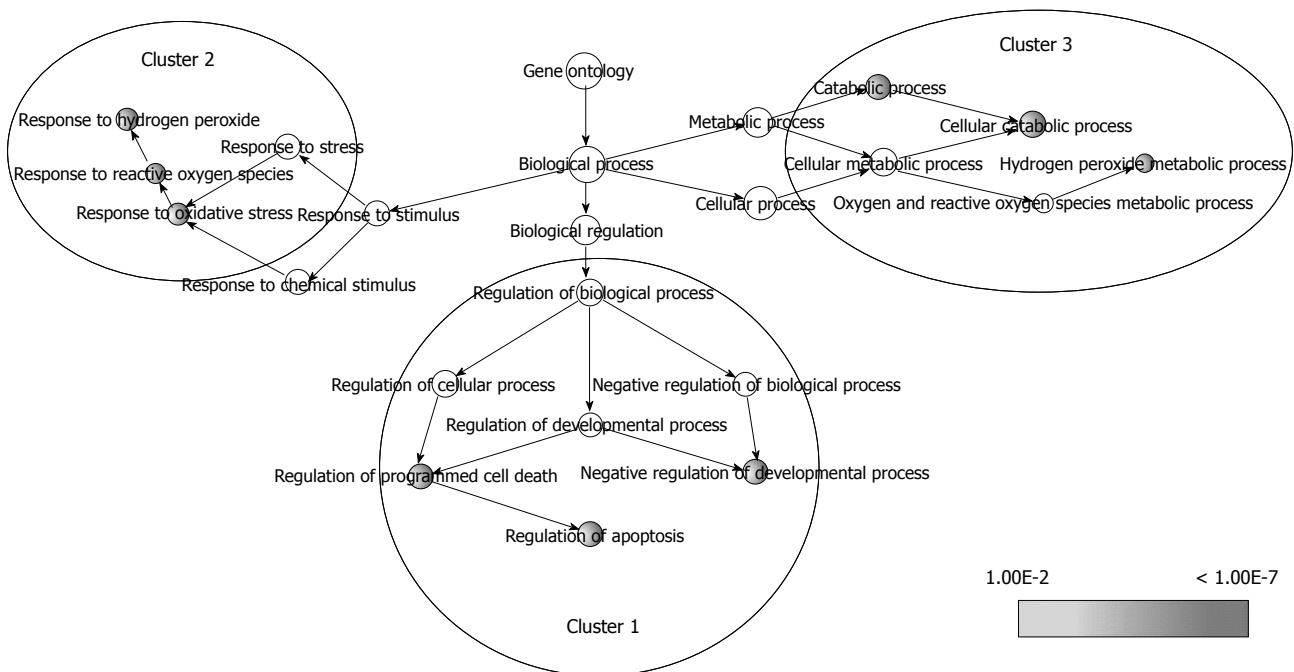 Cluster 2
Response to hydrogen peroxide
Response to stress
Response to reactive oxygen species
Response to oxidative stress
Response to stimulus
Response to chemical stimulus
Gene ontology
Biological process
Biological regulation
Metabolic process
Cellular process
Cluster 3
Catabolic process
Cellular catabolic process
Cellular metabolic process
Hydrogen peroxide metabolic process
Oxygen and reactive oxygen species metabolic process
Regulation of biological process
Regulation of cellular process
Negative regulation of biological process
Regulation of developmental process
Regulation of programmed cell death
Negative regulation of developmental process
Regulation of apoptosis
Cluster 1
1.00E-2
< 1.00E-7